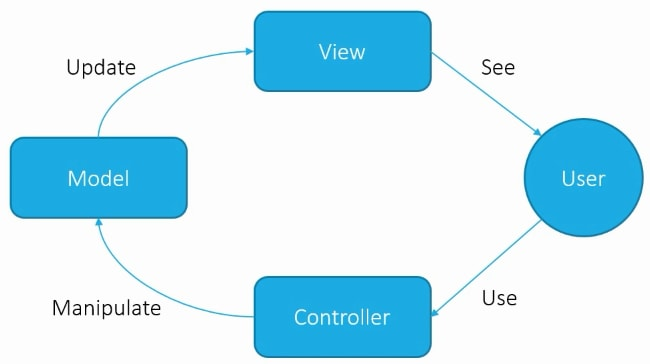 View
Update
See
Model
User
Manipulate
Use
Controller